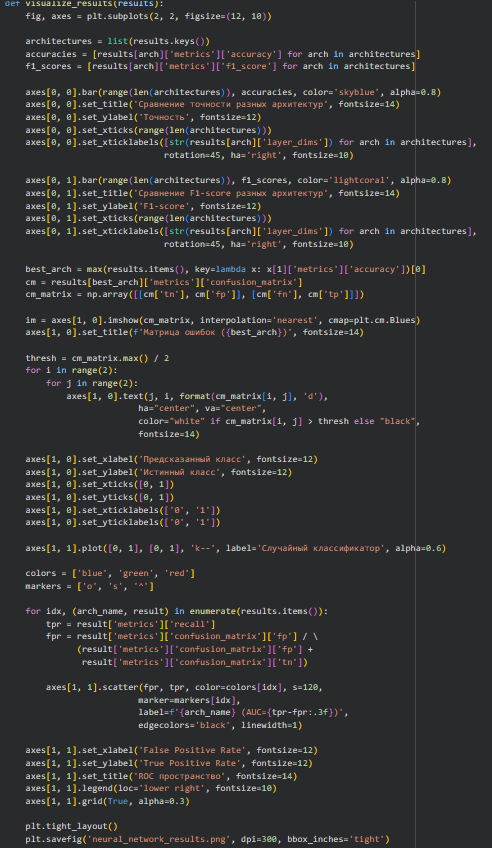 def visualize_results(results):
    fig, axes = plt.subplots(2, 2, figsize=(12, 10))

    architectures = list(results.keys())
    accuracies = [results[arch]['metrics']['accuracy'] for arch in architectures]
    f1_scores = [results[arch]['metrics']['f1_score'] for arch in architectures]

    axes[0, 0].bar(range(len(architectures)), accuracies, color='skyblue', alpha=0.8)
    axes[0, 0].set_title('Сравнение точности разных архитектур', fontsize=14)
    axes[0, 0].set_ylabel('Точность', fontsize=12)
    axes[0, 0].set_xticks(range(len(architectures)))
    axes[0, 0].set_xticklabels([str(results[arch]['layer_dims']) for arch in architectures],
                               rotation=45, ha='right', fontsize=10)

    axes[0, 1].bar(range(len(architectures)), f1_scores, color='lightcoral', alpha=0.8)
    axes[0, 1].set_title('Сравнение F1-score разных архитектур', fontsize=14)
    axes[0, 1].set_ylabel('F1-score', fontsize=12)
    axes[0, 1].set_xticks(range(len(architectures)))
    axes[0, 1].set_xticklabels([str(results[arch]['layer_dims']) for arch in architectures],
                               rotation=45, ha='right', fontsize=10)

    best_arch = max(results.items(), key=lambda x: x[1]['metrics']['accuracy'])[0]
    cm = results[best_arch]['metrics']['confusion_matrix']
    cm_matrix = np.array([[cm['tn'], cm['fp']], [cm['fn'], cm['tp']]])

    im = axes[1, 0].imshow(cm_matrix, interpolation='nearest', cmap=plt.cm.Blues)
    axes[1, 0].set_title(f'Матрица ошибок ({best_arch})', fontsize=14)

    thresh = cm_matrix.max() / 2
    for i in range(2):
        for j in range(2):
            axes[1, 0].text(j, i, format(cm_matrix[i, j], 'd'),
                          ha="center", va="center",
                          color="white" if cm_matrix[i, j] > thresh else "black",
                          fontsize=14)

    axes[1, 0].set_xlabel('Предсказанный класс', fontsize=12)
    axes[1, 0].set_ylabel('Истинный класс', fontsize=12)
    axes[1, 0].set_xticks([0, 1])
    axes[1, 0].set_yticks([0, 1])
    axes[1, 0].set_xticklabels(['0', '1'])
    axes[1, 0].set_yticklabels(['0', '1'])

    axes[1, 1].plot([0, 1], [0, 1], 'k--', label='Случайный классификатор', alpha=0.6)

    colors = ['blue', 'green', 'red']
    markers = ['o', 's', '^']

    for idx, (arch_name, result) in enumerate(results.items()):
        tpr = result['metrics']['recall']
        fpr = result['metrics']['confusion_matrix']['fp'] / \
              (result['metrics']['confusion_matrix']['fp'] +
               result['metrics']['confusion_matrix']['tn'])

        axes[1, 1].scatter(fpr, tpr, color=colors[idx], s=120,
                          marker=markers[idx],
                          label=f'{arch_name} (AUC={tpr-fpr:.3f})',
                          edgecolors='black', linewidth=1)

    axes[1, 1].set_xlabel('False Positive Rate', fontsize=12)
    axes[1, 1].set_ylabel('True Positive Rate', fontsize=12)
    axes[1, 1].set_title('ROC пространство', fontsize=14)
    axes[1, 1].legend(loc='lower right', fontsize=10)
    axes[1, 1].grid(True, alpha=0.3)

    plt.tight_layout()
    plt.savefig('neural_network_results.png', dpi=300, bbox_inches='tight')